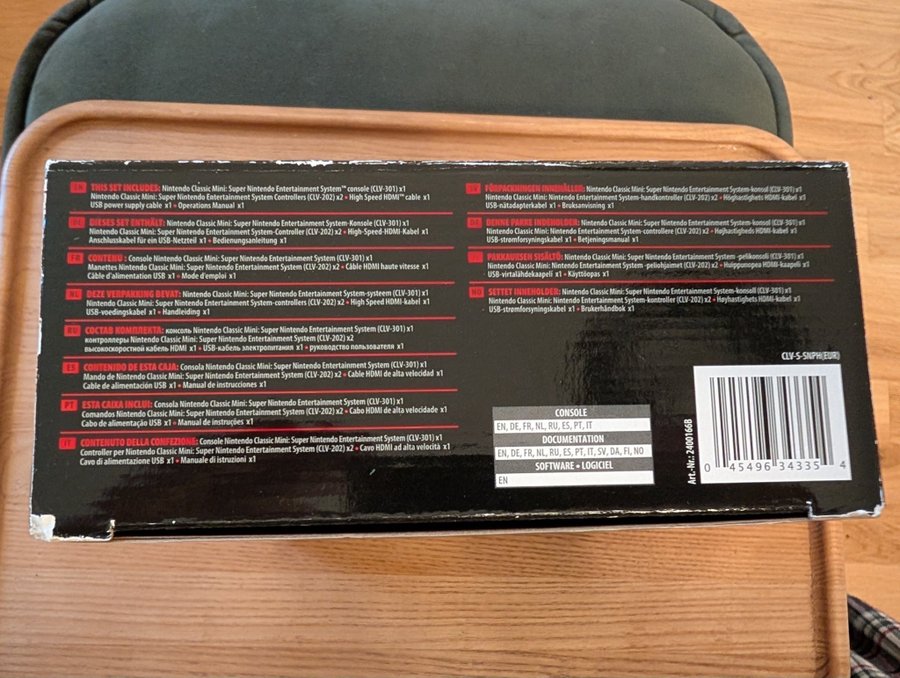 EN THIS SET INCLUDES: Nintendo Classic Mini: Super Nintendo Entertainment System™ console (CLV-301) x1
Nintendo Classic Mini: Super Nintendo Entertainment System Controllers (CLV-202) x2 • High Speed HDMI™ cable x1
USB power supply cable x1 • Operations Manual x1
DE DIESES SET ENTHÄLT: Nintendo Classic Mini: Super Nintendo Entertainment System-Konsole (CLV-301) x1
Nintendo Classic Mini: Super Nintendo Entertainment System-Controller (CLV-202) x2 • High-Speed-HDMI-Kabel x1
Anschlusskabel für ein USB-Netzteil x1 • Bedienungsanleitung x1
FR CONTENU : Console Nintendo Classic Mini: Super Nintendo Entertainment System (CLV-301) x1
Manettes Nintendo Classic Mini: Super Nintendo Entertainment System (CLV-202) x2 • Câble HDMI haute vitesse x1
Câble d'alimentation USB x1 • Mode d'emploi x1
NL DEZE VERPAKKING BEVAT: Nintendo Classic Mini: Super Nintendo Entertainment System-systeem (CLV-301) x1
Nintendo Classic Mini: Super Nintendo Entertainment System-controllers (CLV-202) x2 • High Speed HDMI-kabel x1
USB-voedingskabel x1 • Handleiding x1
RU СОСТАВ КОМПЛЕКТА: консоль Nintendo Classic Mini: Super Nintendo Entertainment System (CLV-301) x1
контроллеры Nintendo Classic Mini: Super Nintendo Entertainment System (CLV-202) x2
высокоскоростной кабель HDMI x1 • USB-кабель электропитания x1 • руководство пользователя x1
ES CONTENIDO DE ESTA CAJA: Consola Nintendo Classic Mini: Super Nintendo Entertainment System (CLV-301) x1
Mando de Nintendo Classic Mini: Super Nintendo Entertainment System (CLV-202) x2 • Cable HDMI de alta velocidad x1
Cable de alimentación USB x1 • Manual de instrucciones x1
PT ESTA CAIXA INCLUI: Consola Nintendo Classic Mini: Super Nintendo Entertainment System (CLV-301) x1
Comandos Nintendo Classic Mini: Super Nintendo Entertainment System (CLV-202) x2 • Cabo HDMI de alta velocidade x1
Cabo de alimentação USB x1 • Manual de instruções x1
IT CONTENUTO DELLA CONFEZIONE: Console Nintendo Classic Mini: Super Nintendo Entertainment System (CLV-301) x1
Controller per Nintendo Classic Mini: Super Nintendo Entertainment System (CLV-202) x2 • Cavo HDMI ad alta velocità x1
Cavo di alimentazione USB x1 • Manuale di istruzioni x1
SV FÖRPACKNINGEN INNEHÅLLER: Nintendo Classic Mini: Super Nintendo Entertainment System-konsol (CLV-301) x1
Nintendo Classic Mini: Super Nintendo Entertainment System-handkontroller (CLV-202) x2 • Höghastighets HDMI-kabel x1
USB-nätadapterkabel x1 • Bruksanvisning x1
DENNE PAKKE INDEHOLDER: Nintendo Classic Mini: Super Nintendo Entertainment System-konsol (CLV-301) x1
Nintendo Classic Mini: Super Nintendo Entertainment System-controllere (CLV-202) x2 • Højhastigheds HDMI-kabel x1
USB-strømforsyningskabel x1 • Betjeningsmanual x1
FI PAKKAUKSEN SISÄLTÖ: Nintendo Classic Mini: Super Nintendo Entertainment System -pelikonsoli (CLV-301) x1
Nintendo Classic Mini: Super Nintendo Entertainment System -peliohjaimet (CLV-202) x2 • Huippunopea HDMI-kaapeli x1
USB-virtalähdekaapeli x1 • Käyttöopas x1
NO SETTET INNEHOLDER: Nintendo Classic Mini: Super Nintendo Entertainment System-konsoll (CLV-301) x1
Nintendo Classic Mini: Super Nintendo Entertainment System-kontroller (CLV-202) x2 • Høyhastighets HDMI-kabel x1
USB-strømforsyningskabel x1 • Brukerhåndbok x1
CLV-S-SNPH(EUR)
CONSOLE
EN, DE, FR, NL, RU, ES, PT, IT
DOCUMENTATION
EN, DE, FR, NL, RU, ES, PT, IT, SV, DA, FI, NO
SOFTWARE • LOGICIEL
EN
Art.-Nr.: 2400166B
0 45496 34335 4